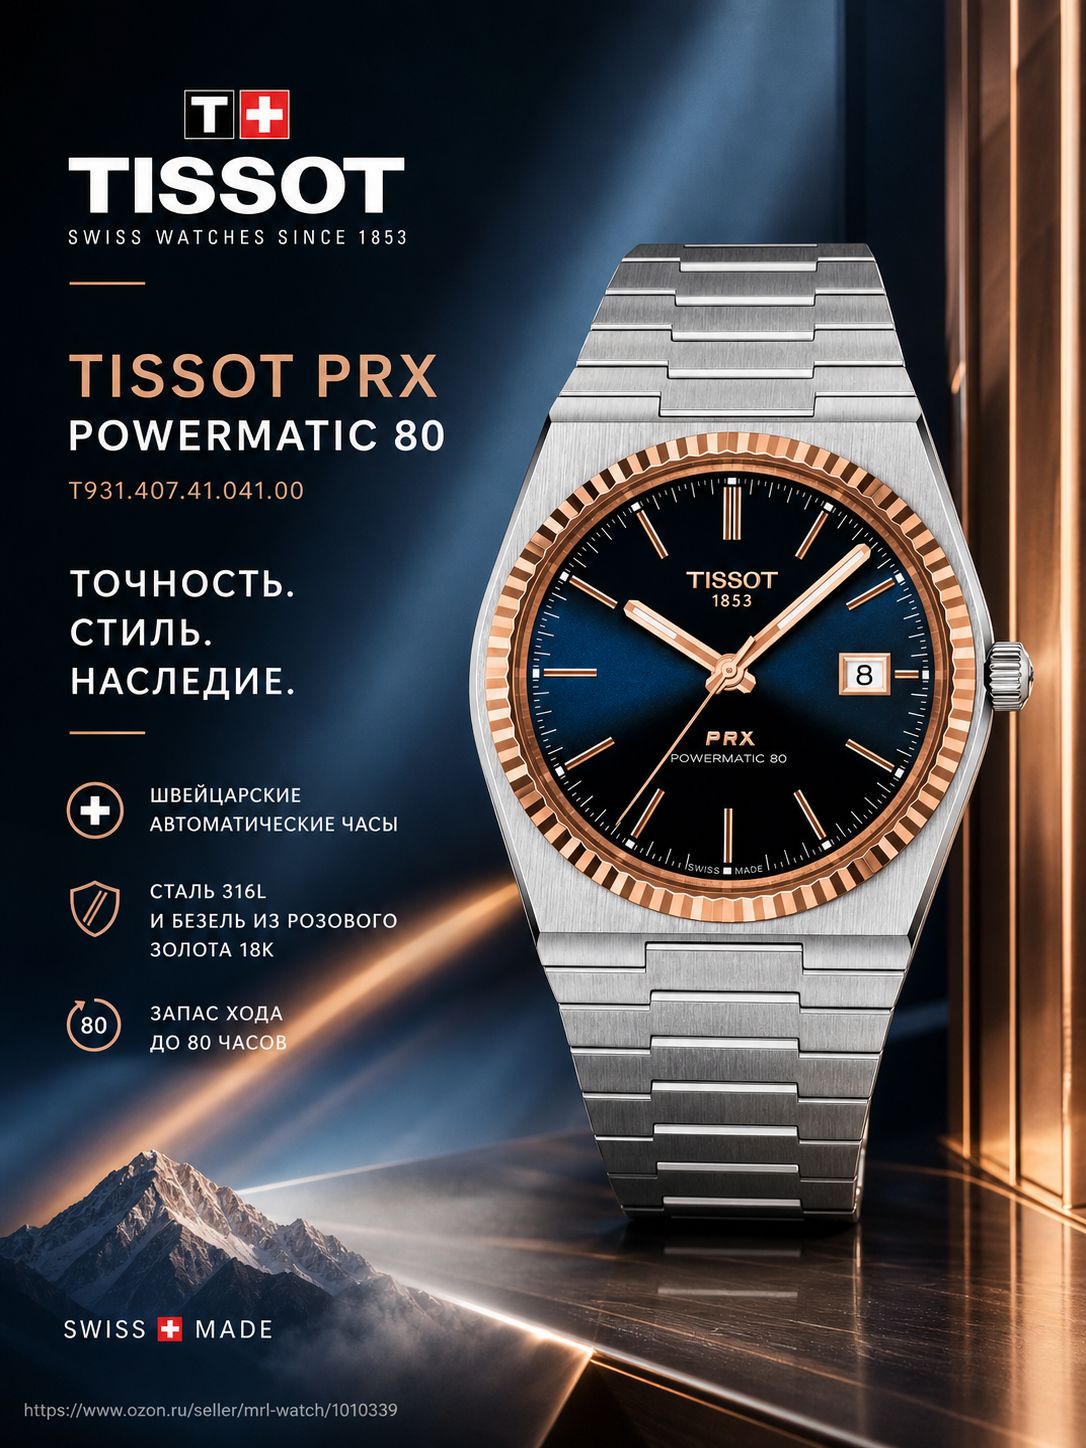 T
TISSOT
SWISS WATCHES SINCE 1853
TISSOT PRX
POWERMATIC 80
T931.407.41.041.00
ТОЧНОСТЬ.
СТИЛЬ.
НАСЛЕДИЕ.
ШВЕЙЦАРСКИЕ
АВТОМАТИЧЕСКИЕ ЧАСЫ
СТАЛЬ 316L
И БЕЗЕЛЬ ИЗ РОЗОВОГО
ЗОЛОТА 18K
80
ЗАПАС ХОДА
ДО 80 ЧАСОВ
SWISS MADE
https://www.ozon.ru/seller/mrl-watch/1010339
TISSOT
1853
8
PRX
POWERMATIC 80
SWISS MADE